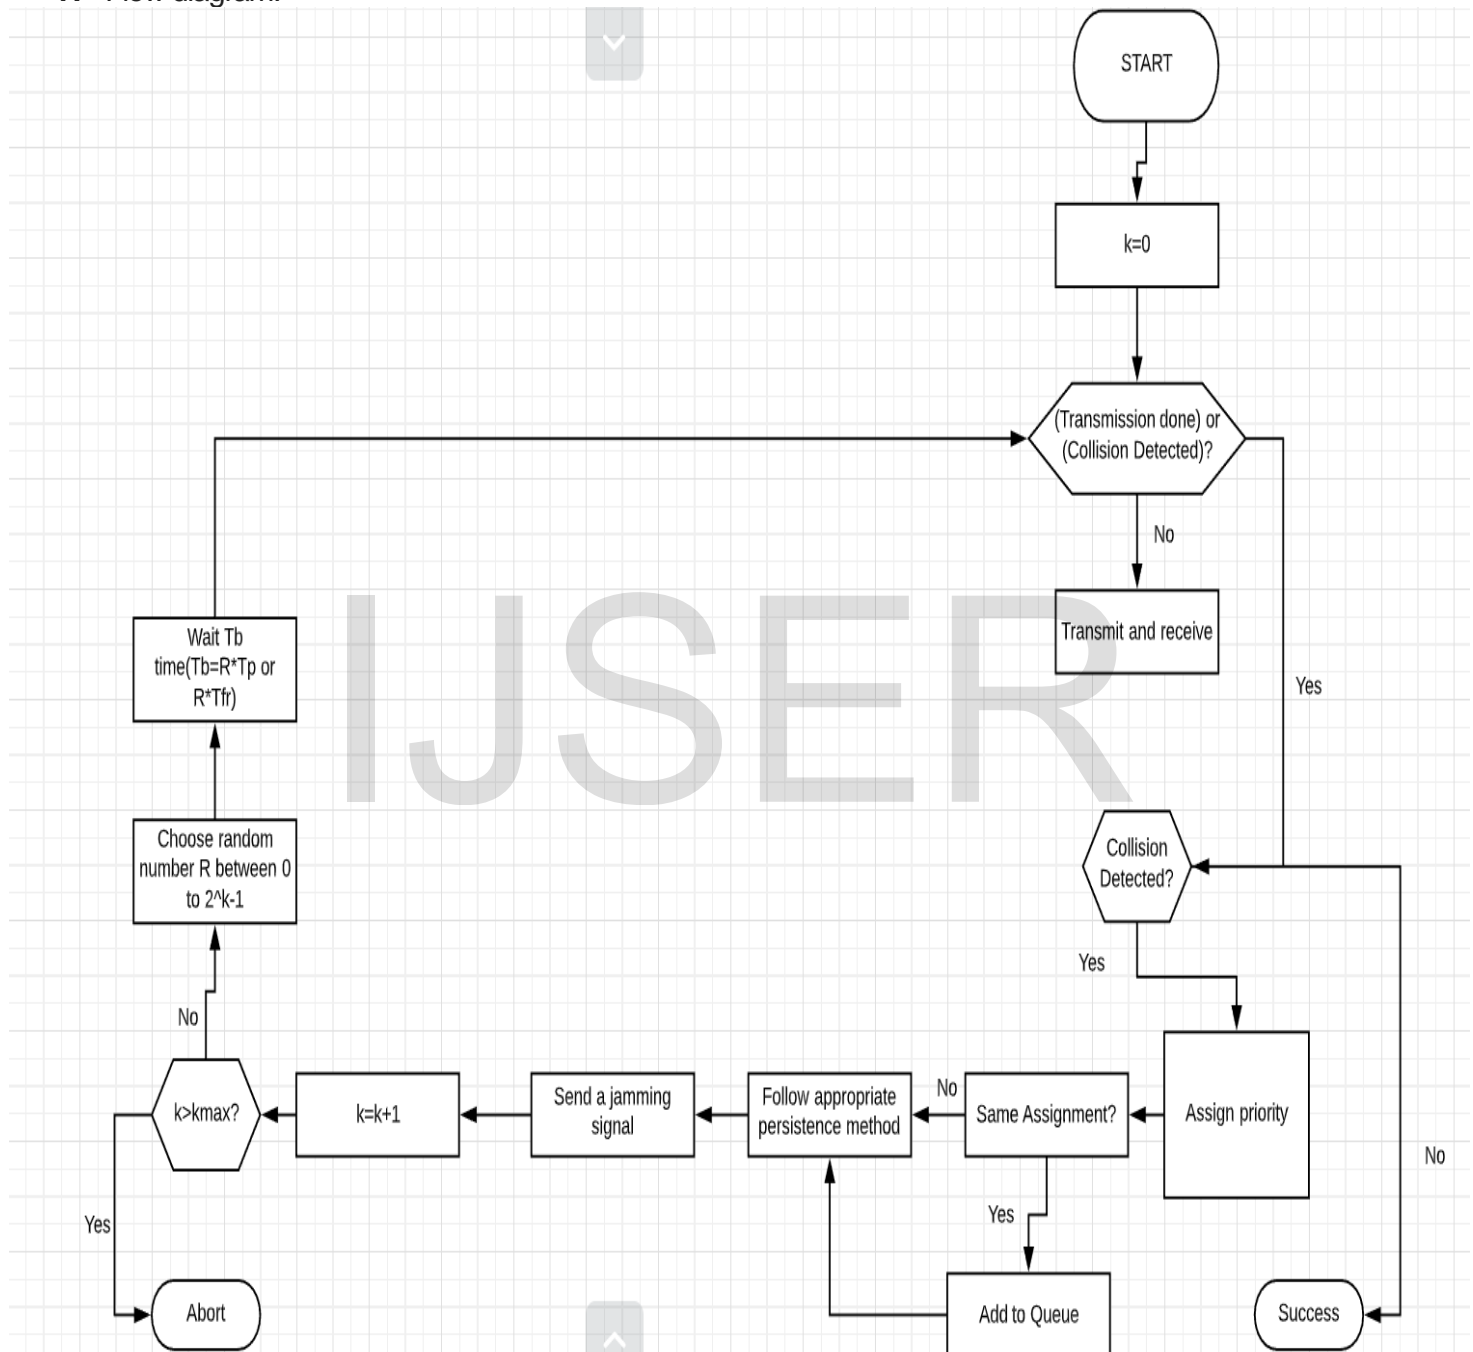 Flow diagram:
START
k=0
(Transmission done) or
(Collision Detected)?
No
Transmit and receive
Yes
Wait Tb
time(Tb=R*Tp or
R*Tfr)
IJSER
Choose random
number R between 0
to 2^k-1
Collision
Detected?
Yes
No
k>kmax?
k=k+1
Send a jamming
signal
Follow appropriate
persistence method
No
Same Assignment?
Assign priority
No
Yes
Yes
Abort
Add to Queue
Success